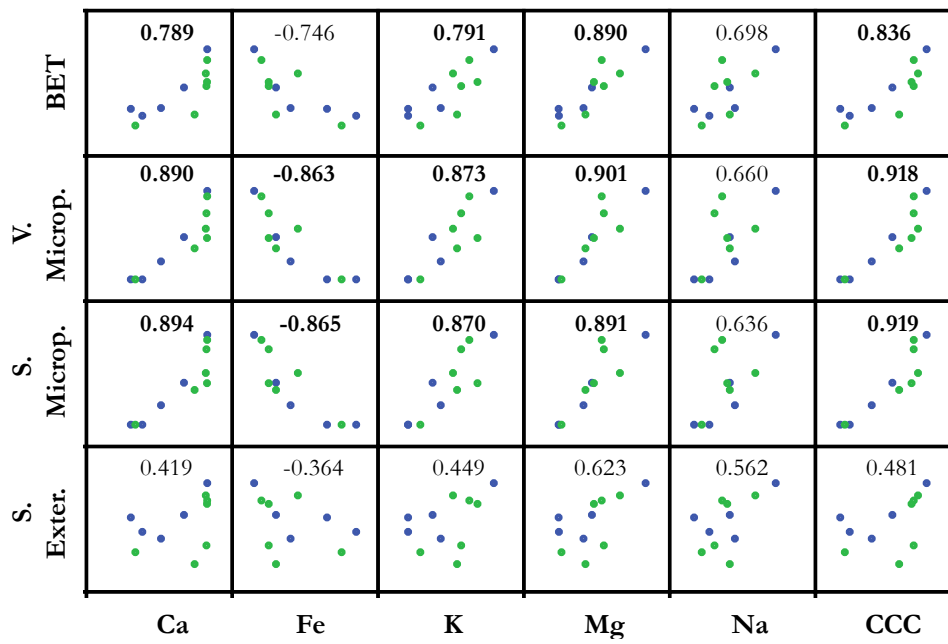 BET
0.789 -0.746 0.791 0.890 0.698 0.836
V.
Microp.
0.890 -0.863 0.873 0.901 0.660 0.918
S.
Microp.
0.894 -0.865 0.870 0.891 0.636 0.919
S.
Exter.
0.419 -0.364 0.449 0.623 0.562 0.481
Ca Fe K Mg Na CCC